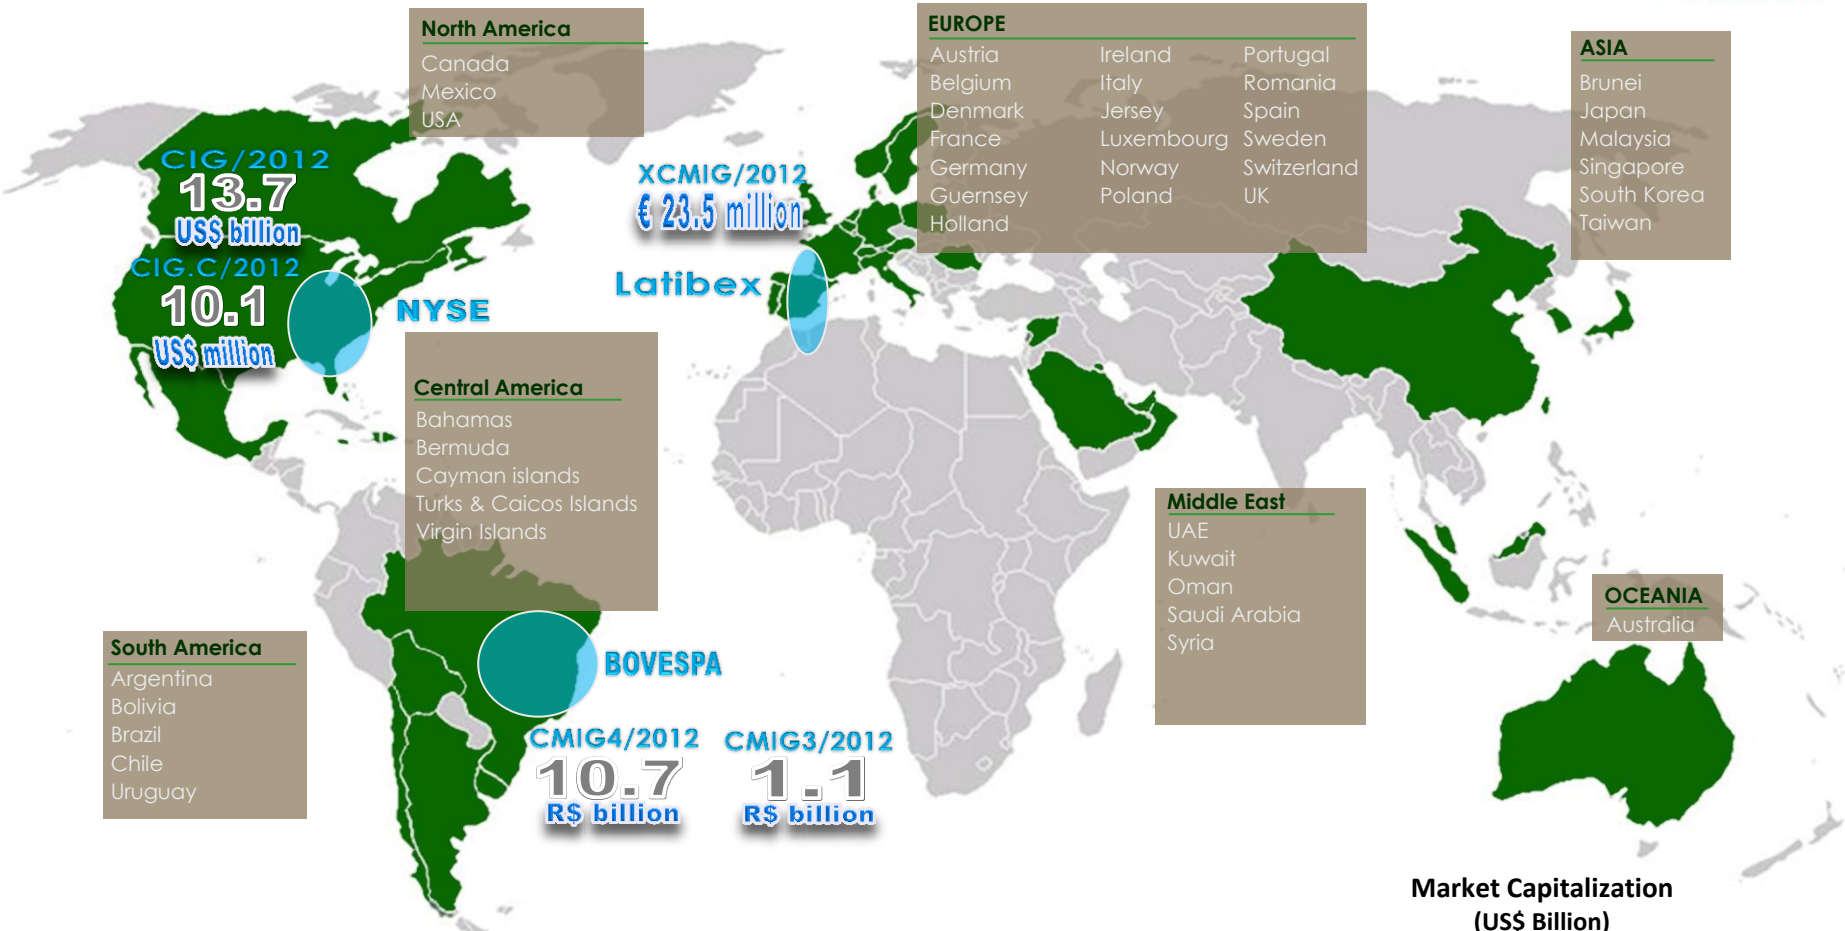 North America
Canada
Mexico
USA
EUROPE
Austria
Belgium
Denmark
France
Germany
Guernsey
Holland
Ireland
Italy
Jersey
Luxembourg
Norway
Poland
Portugal
Romania
Spain
Sweden
Switzerland
UK
ASIA
Brunei
Japan
Malaysia
Singapore
South Korea
Taiwan
CIG/2012
13.7
US$ billion
CIG.C/2012
10.1
US$ million
NYSE
XCMIG/2012
€ 23.5 million
Latibex
Central America
Bahamas
Bermuda
Cayman islands
Turks & Caicos Islands
Virgin Islands
Middle East
UAE
Kuwait
Oman
Saudi Arabia
Syria
OCEANIA
Australia
South America
Argentina
Bolivia
Brazil
Chile
Uruguay
BOVESPA
CMIG4/2012
10.7
R$ billion
CMIG3/2012
1.1
R$ billion
Market Capitalization
(US$ Billion)